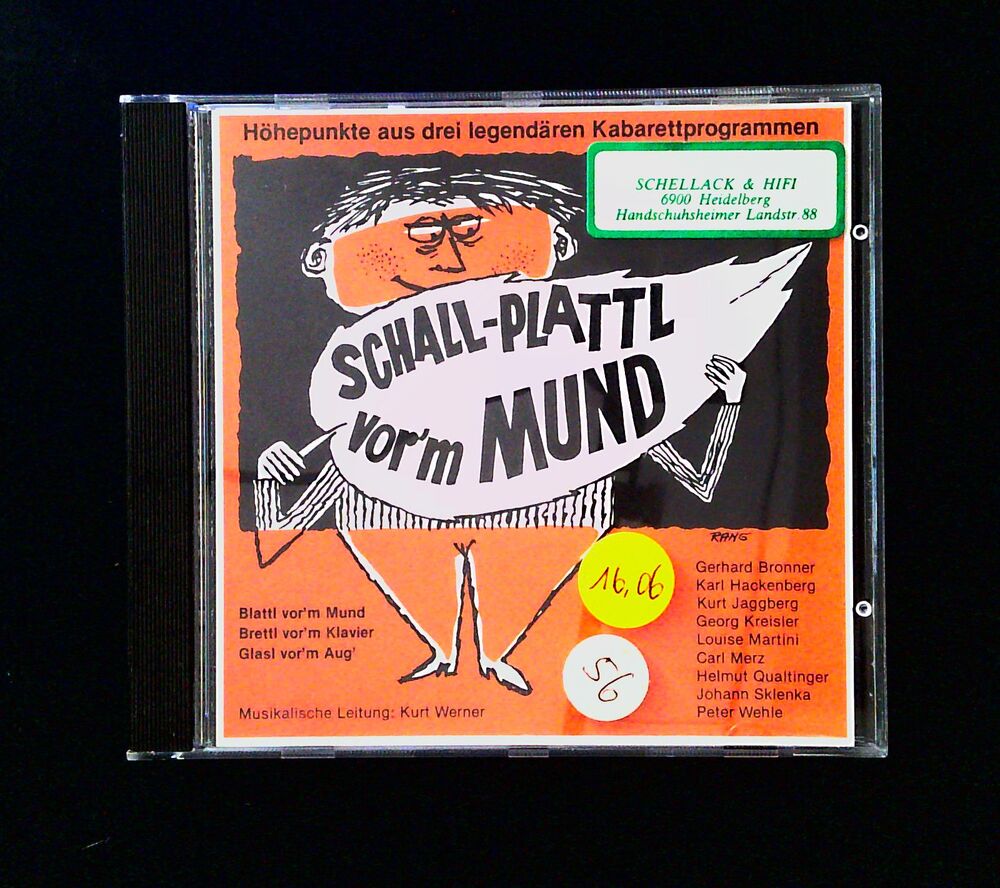 Höhepunkte aus drei legendären Kabarettprogrammen
SCHELLACK & HIFI
6900 Heidelberg
Handschuhsheimer Landstr. 88
SCHALL-PLATTL
vor'm MUND
RANG
16,06
56
Blattl vor'm Mund
Brettl vor'm Klavier
Glasl vor'm Aug'
Musikalische Leitung: Kurt Werner
Gerhard Bronner
Karl Hackenberg
Kurt Jaggberg
Georg Kreisler
Louise Martini
Carl Merz
Helmut Qualtinger
Johann Sklenka
Peter Wehle